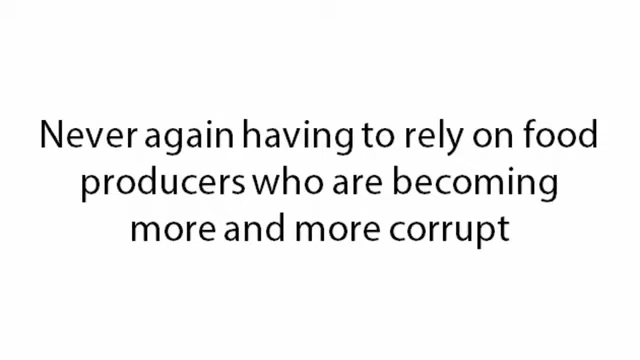 Never again having to rely on food
producers who are becoming
more and more corrupt